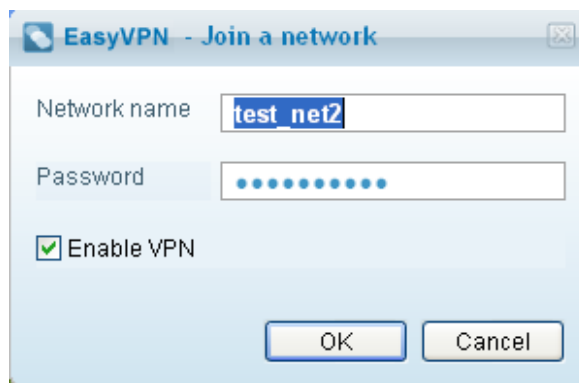 EasyVPN - Join a network
Network name
test_net2
Password
••••••••••
Enable VPN
OK Cancel